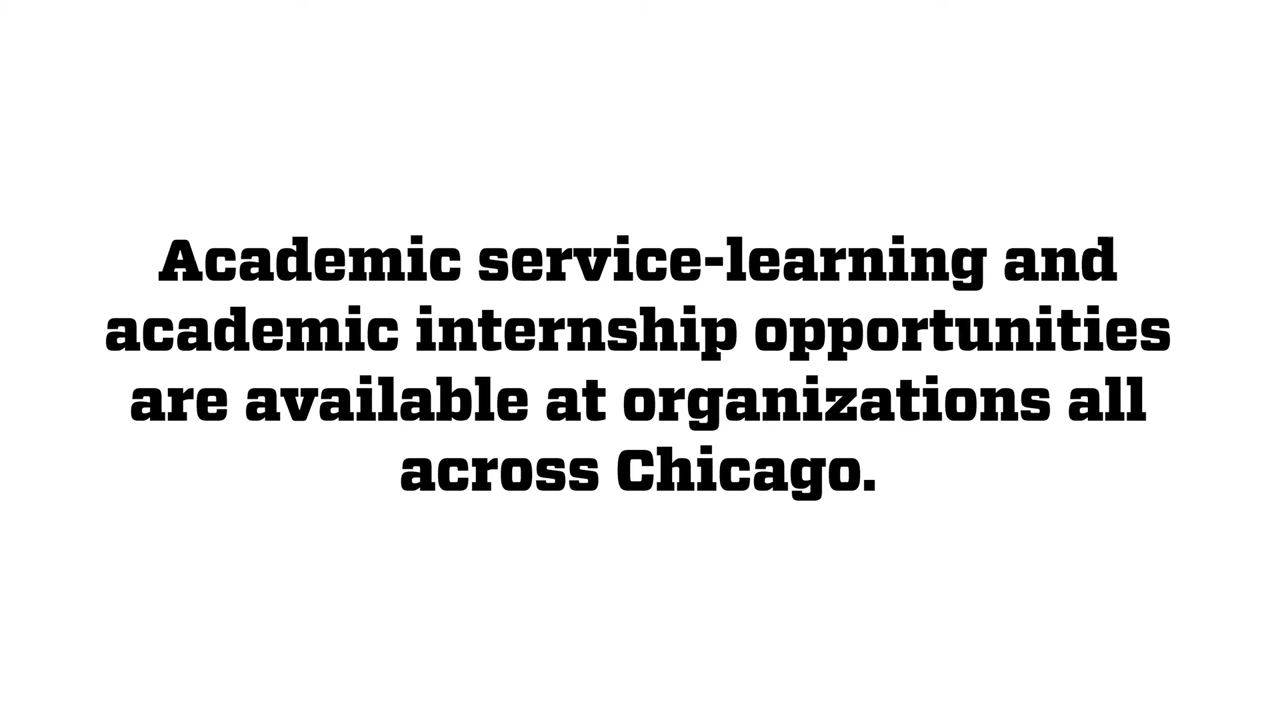 Academic service-learning and
academic internship opportunities
are available at organizations all
across Chicago.